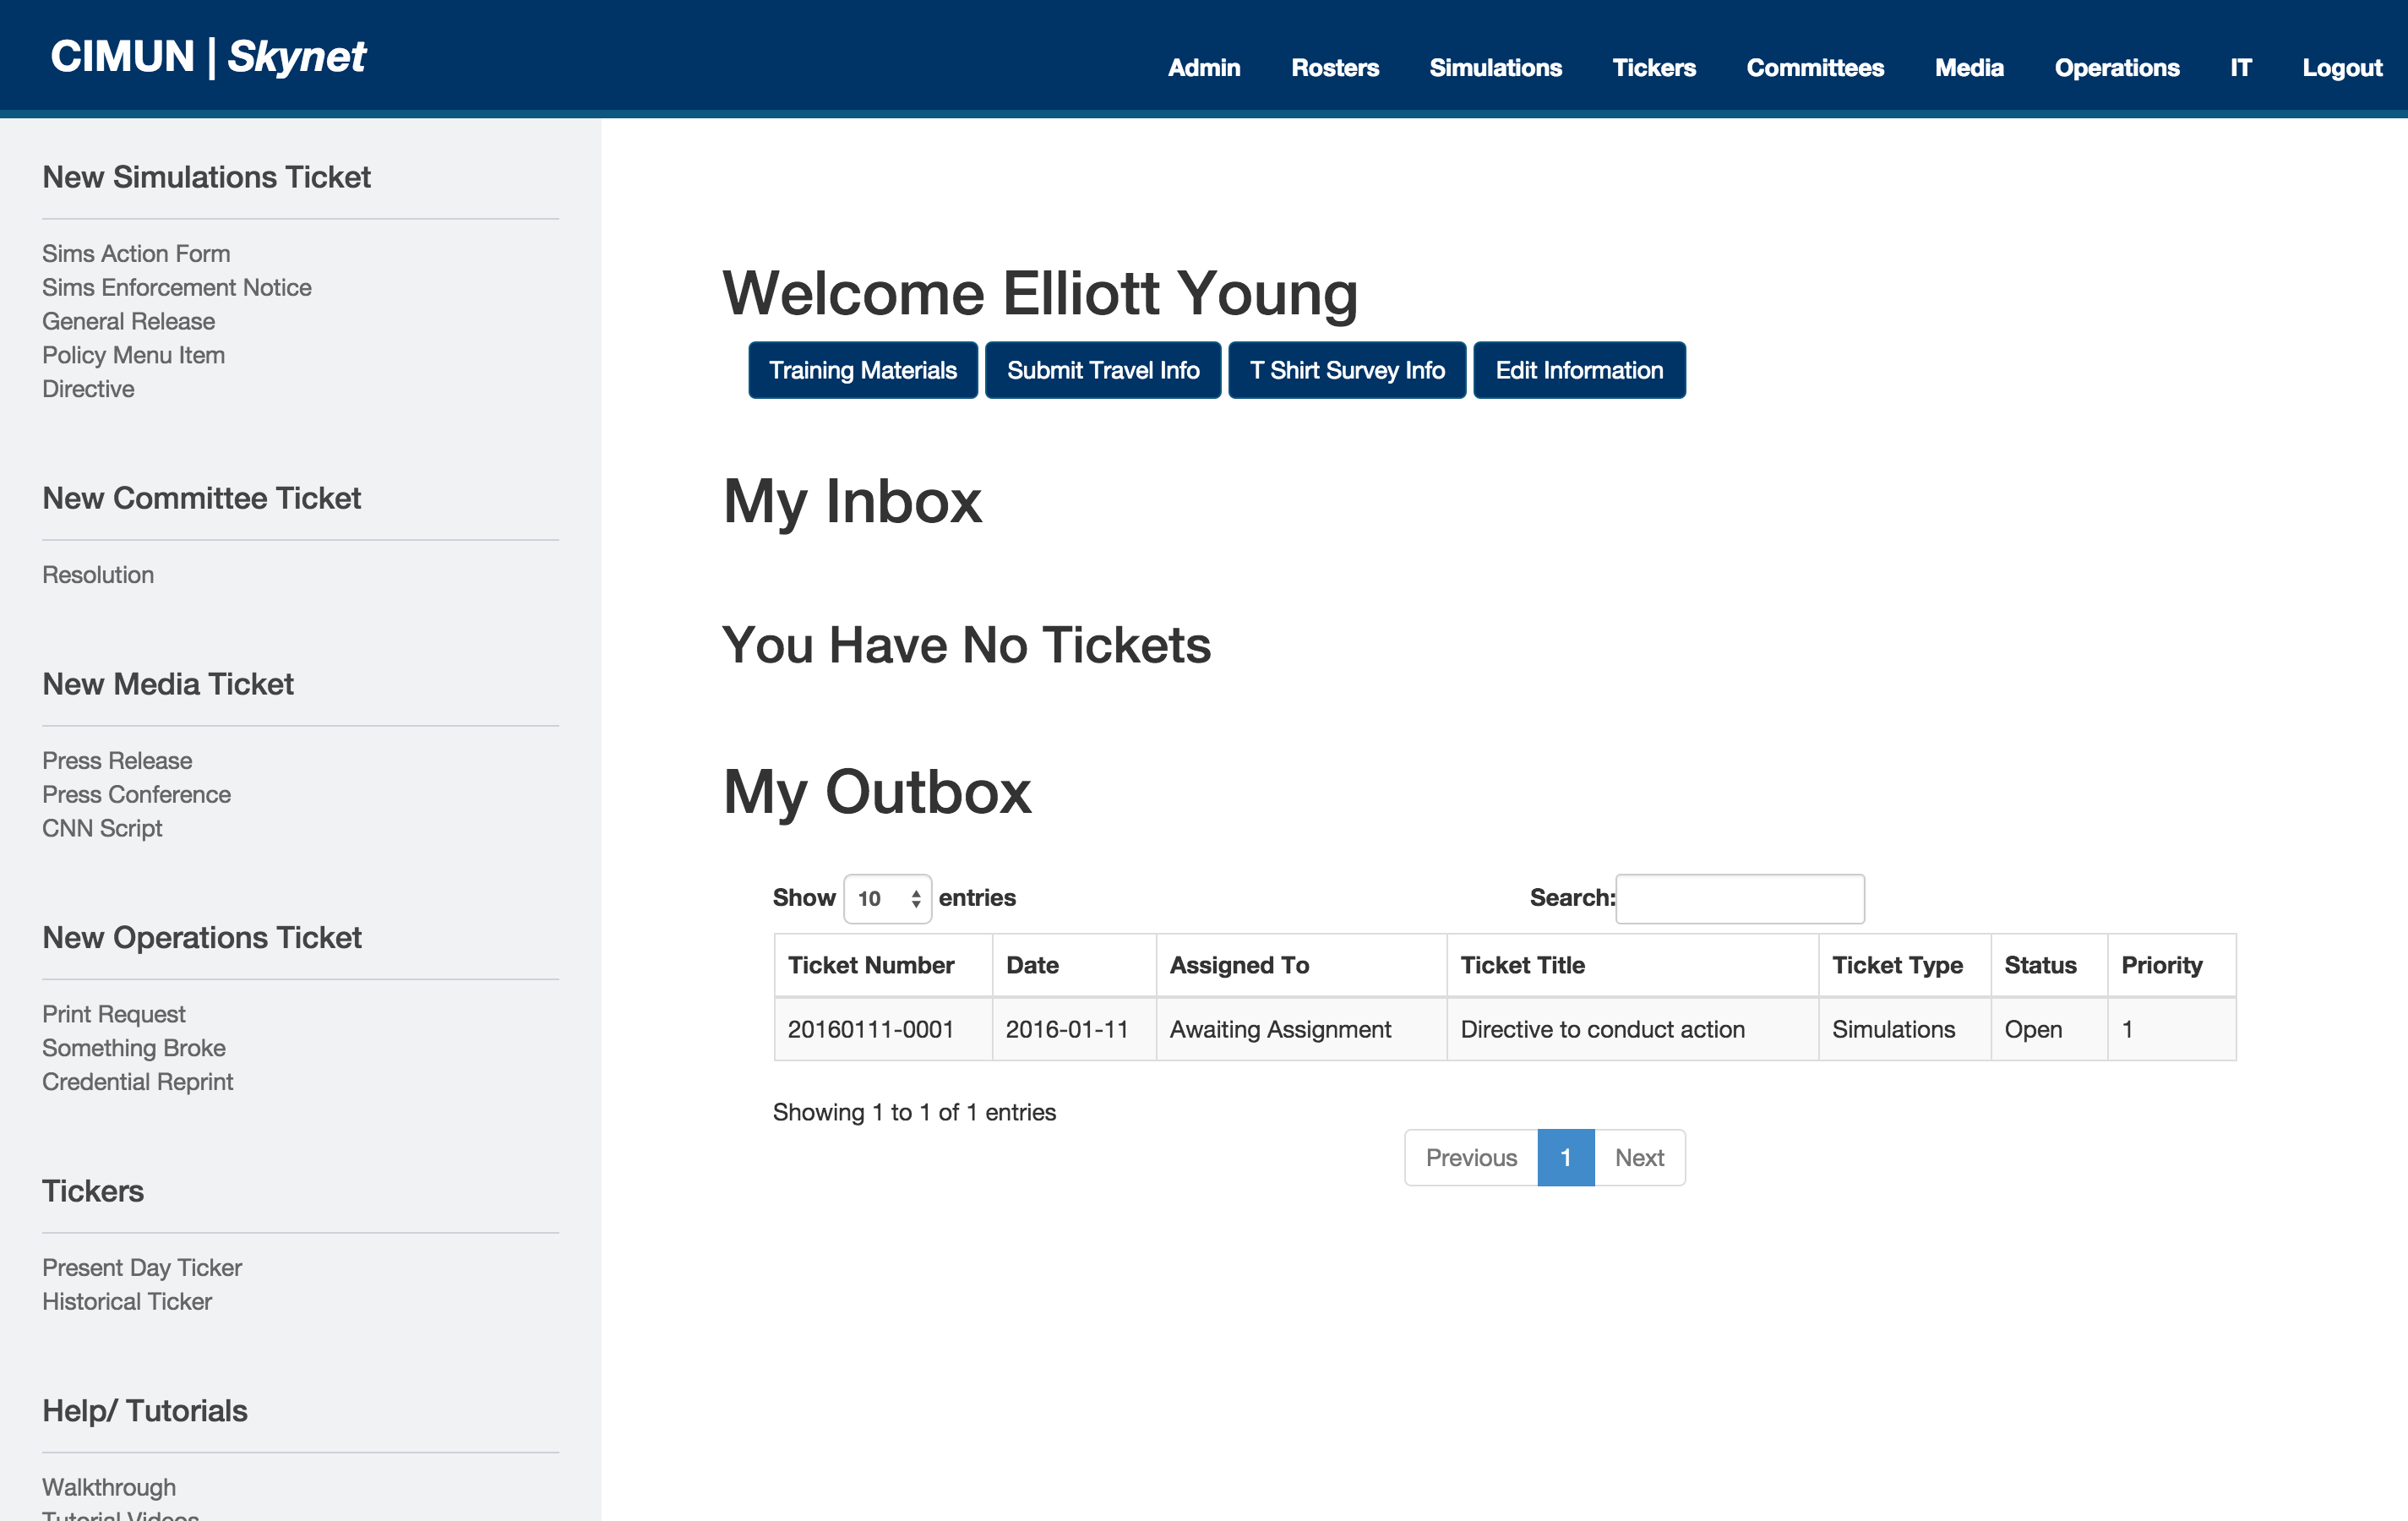 CIMUN | Skynet
Admin Rosters Simulations Tickers Committees Media Operations IT Logout
New Simulations Ticket
Sims Action Form
Sims Enforcement Notice
General Release
Policy Menu Item
Directive
New Committee Ticket
Resolution
New Media Ticket
Press Release
Press Conference
CNN Script
New Operations Ticket
Print Request
Something Broke
Credential Reprint
Tickers
Present Day Ticker
Historical Ticker
Help/ Tutorials
Walkthrough
Tutorial Videos
Welcome Elliott Young
Training Materials Submit Travel Info T Shirt Survey Info Edit Information
My Inbox
You Have No Tickets
My Outbox
Show 10 entries Search:
Ticket Number Date Assigned To Ticket Title Ticket Type Status Priority
20160111-0001 2016-01-11 Awaiting Assignment Directive to conduct action Simulations Open 1
Showing 1 to 1 of 1 entries
Previous 1 Next